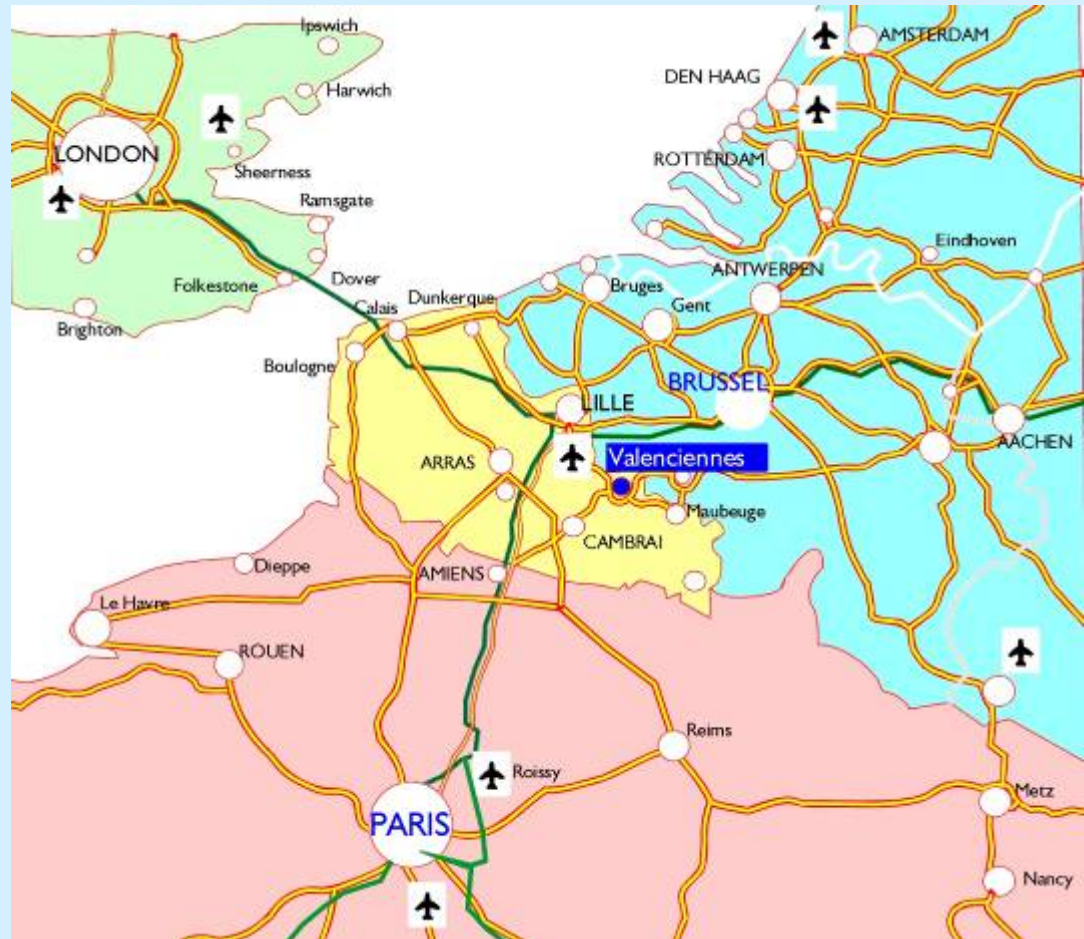 Ipswich
AMSTERDAM
DEN HAAG
Harwich
LONDON
ROTTERDAM
Sheerness
Ramsgate
Eindhoven
ANTWERPEN
Folkestone
Dover
Bruges
Dunkerque
Calais
Gent
Brighton
Boulogne
BRUSSEL
LILLE
AACHEN
Valenciennes
ARRAS
Maubeuge
CAMBRAI
Dieppe
AMIENS
Le Havre
ROUEN
Reims
Roissy
Metz
PARIS
Nancy